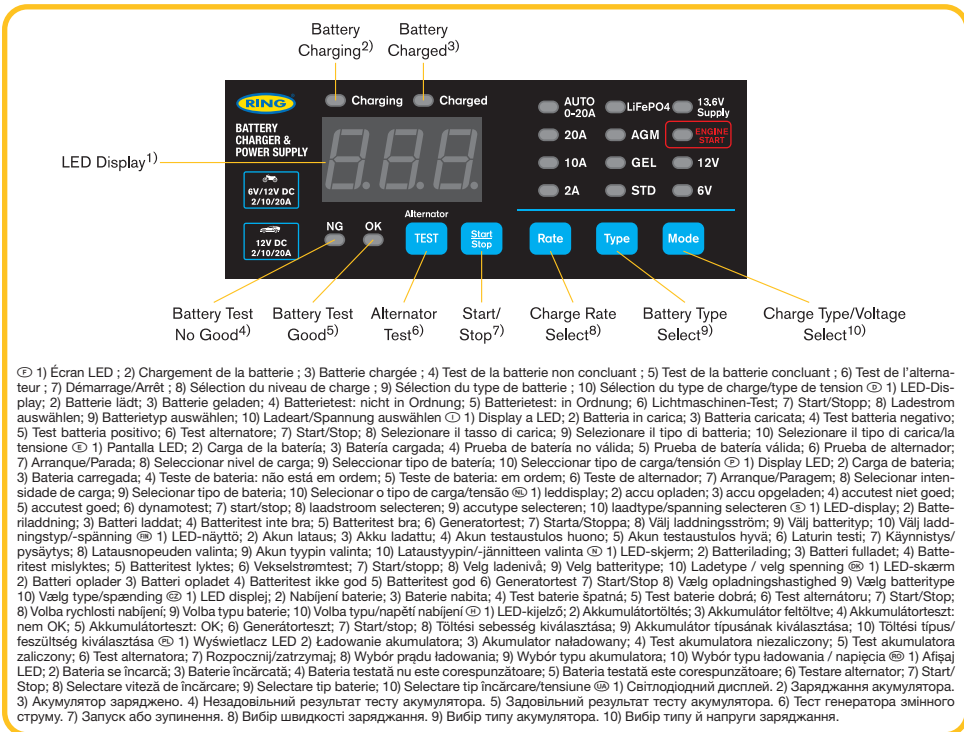 Battery
Charging2)
Battery
Charged3)
RING
Charging
Charged
BATTERY
CHARGER &
POWER SUPPLY
AUTO
0-20A
LiFePO4
13.6V
Supply
20A
AGM
ENGINE
START
LED Display1)
8.8.8
10A
GEL
12V
6V/12V DC
2/10/20A
2A
STD
6V
12V DC
2/10/20A
NG
OK
Alternator
TEST
Start
Stop
Rate
Type
Mode
Battery Test
No Good4)
Battery Test
Good5)
Alternator
Test6)
Start/
Stop7)
Charge Rate
Select8)
Battery Type
Select9)
Charge Type/Voltage
Select10)
Ⓕ 1) Écran LED ; 2) Chargement de la batterie ; 3) Batterie chargée ; 4) Test de la batterie non concluant ; 5) Test de la batterie concluant ; 6) Test de l'alterna-
teur ; 7) Démarrage/Arrêt ; 8) Sélection du niveau de charge ; 9) Sélection du type de batterie ; 10) Sélection du type de charge/type de tension Ⓓ 1) LED-Dis-
play; 2) Batterie lädt; 3) Batterie geladen; 4) Batterietest: nicht in Ordnung; 5) Batterietest: in Ordnung; 6) Lichtmaschinen-Test; 7) Start/Stopp; 8) Ladestrom
auswählen; 9) Batterietyp auswählen; 10) Ladeart/Spannung auswählen Ⓘ 1) Display a LED; 2) Batteria in carica; 3) Batteria caricata; 4) Test batteria negativo;
5) Test batteria positivo; 6) Test alternatore; 7) Start/Stop; 8) Selezionare il tasso di carica; 9) Selezionare il tipo di batteria; 10) Selezionare il tipo di carica/la
tensione Ⓔ 1) Pantalla LED; 2) Carga de la batería; 3) Batería cargada; 4) Prueba de batería no válida; 5) Prueba de batería válida; 6) Prueba de alternador;
7) Arranque/Parada; 8) Seleccionar nivel de carga; 9) Seleccionar tipo de batería; 10) Seleccionar tipo de carga/tensión Ⓟ 1) Display LED; 2) Carga de bateria;
3) Bateria carregada; 4) Teste de bateria: não está em ordem; 5) Teste de bateria: em ordem; 6) Teste de alternador; 7) Arranque/Paragem; 8) Selecionar inten-
sidade de carga; 9) Selecionar tipo de bateria; 10) Selecionar o tipo de carga/tensão NL 1) leddisplay; 2) accu opladen; 3) accu opgeladen; 4) accutest niet goed;
5) accutest goed; 6) dynamotest; 7) start/stop; 8) laadstroom selecteren; 9) accutype selecteren; 10) laadtype/spanning selecteren Ⓢ 1) LED-display; 2) Batte-
riladdning; 3) Batteri laddat; 4) Batteritest inte bra; 5) Batteritest bra; 6) Generatortest; 7) Starta/Stoppa; 8) Välj laddningsström; 9) Välj batterityp; 10) Välj ladd-
ningstyp/-spänning FIN 1) LED-näyttö; 2) Akun lataus; 3) Akku ladattu; 4) Akun testaustulos huono; 5) Akun testaustulos hyvä; 6) Laturin testi; 7) Käynnistys/
pysäytys; 8) Latausnopeuden valinta; 9) Akun tyypin valinta; 10) Lataustyypin/-jännitteen valinta Ⓝ 1) LED-skjerm; 2) Batterilading; 3) Batteri fulladet; 4) Batte-
ritest mislyktes; 5) Batteritest lyktes; 6) Vekselstrømtest; 7) Start/stopp; 8) Velg ladenivå; 9) Velg batteritype; 10) Ladetype / velg spenning DK 1) LED-skærm
2) Batteri oplader 3) Batteri opladet 4) Batteritest ikke god 5) Batteritest god 6) Generatortest 7) Start/Stop 8) Vælg opladningshastighed 9) Vælg batteritype
10) Vælg type/spænding CZ 1) LED displej; 2) Nabíjení baterie; 3) Baterie nabita; 4) Test baterie špatná; 5) Test baterie dobrá; 6) Test alternátoru; 7) Start/Stop;
8) Volba rychlosti nabíjení; 9) Volba typu baterie; 10) Volba typu/napětí nabíjení Ⓗ 1) LED-kijelző; 2) Akkumulátortöltés; 3) Akkumulátor feltöltve; 4) Akkumulátorteszt:
nem OK; 5) Akkumulátorteszt: OK; 6) Generátorteszt; 7) Start/stop; 8) Töltési sebesség kiválasztása; 9) Akkumulátor típusának kiválasztása; 10) Töltési típus/
feszültség kiválasztása PL 1) Wyświetlacz LED 2) Ładowanie akumulatora; 3) Akumulator naładowany; 4) Test akumulatora niezaliczony; 5) Test akumulatora
zaliczony; 6) Test alternatora; 7) Rozpocznij/zatrzymaj; 8) Wybór prądu ładowania; 9) Wybór typu akumulatora; 10) Wybór typu ładowania / napięcia RO 1) Afișaj
LED; 2) Bateria se încarcă; 3) Baterie încărcată; 4) Bateria testată nu este corespunzătoare; 5) Bateria testată este corespunzătoare; 6) Testare alternator; 7) Start/
Stop; 8) Selectare viteză de încărcare; 9) Selectare tip baterie; 10) Selectare tip încărcare/tensiune UA 1) Світлодіодний дисплей. 2) Заряджання акумулятора.
3) Акумулятор заряджено. 4) Незадовільний результат тесту акумулятора. 5) Задовільний результат тесту акумулятора. 6) Тест генератора змінного
струму. 7) Запуск або зупинення. 8) Вибір швидкості заряджання. 9) Вибір типу акумулятора. 10) Вибір типу й напруги заряджання.